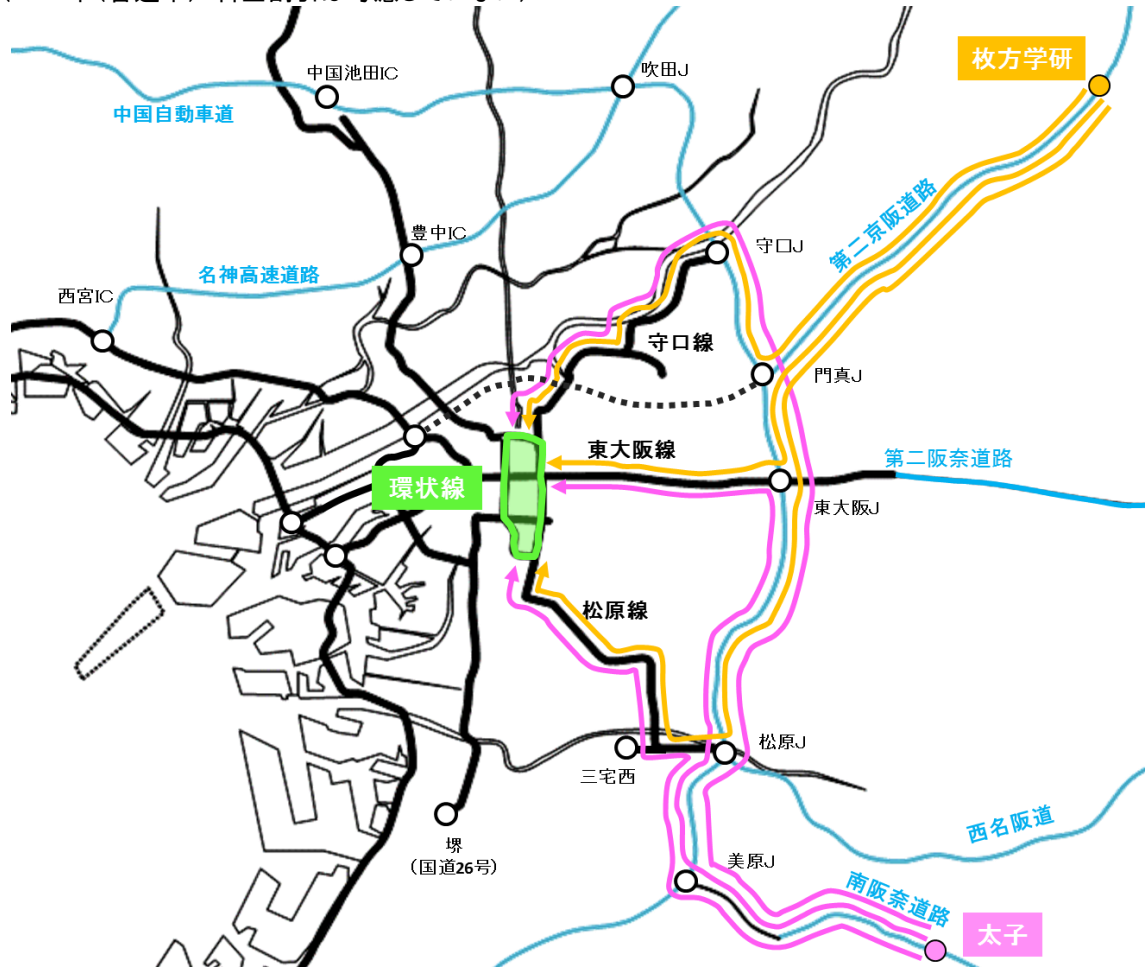 枚方学研
中国池田IC
吹田J
中国自動車道
第二京阪道路
豊中IC
守口J
名神高速道路
西宮IC
守口線
門真J
東大阪線
第二阪奈道路
環状線
東大阪J
松原線
松原J
三宅西
西名阪道
堺
(国道26号)
美原J
南阪奈道路
太子